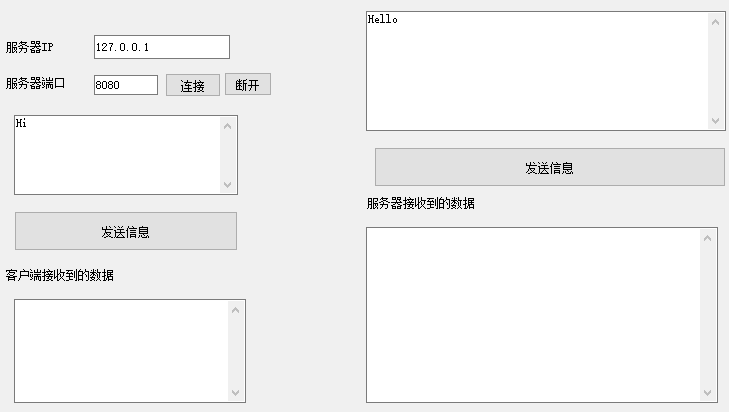 服务器IP
127.0.0.1
服务器端口
8080
连接
断开
Hi
发送信息
客户端接收到的数据
Hello
发送信息
服务器接收到的数据